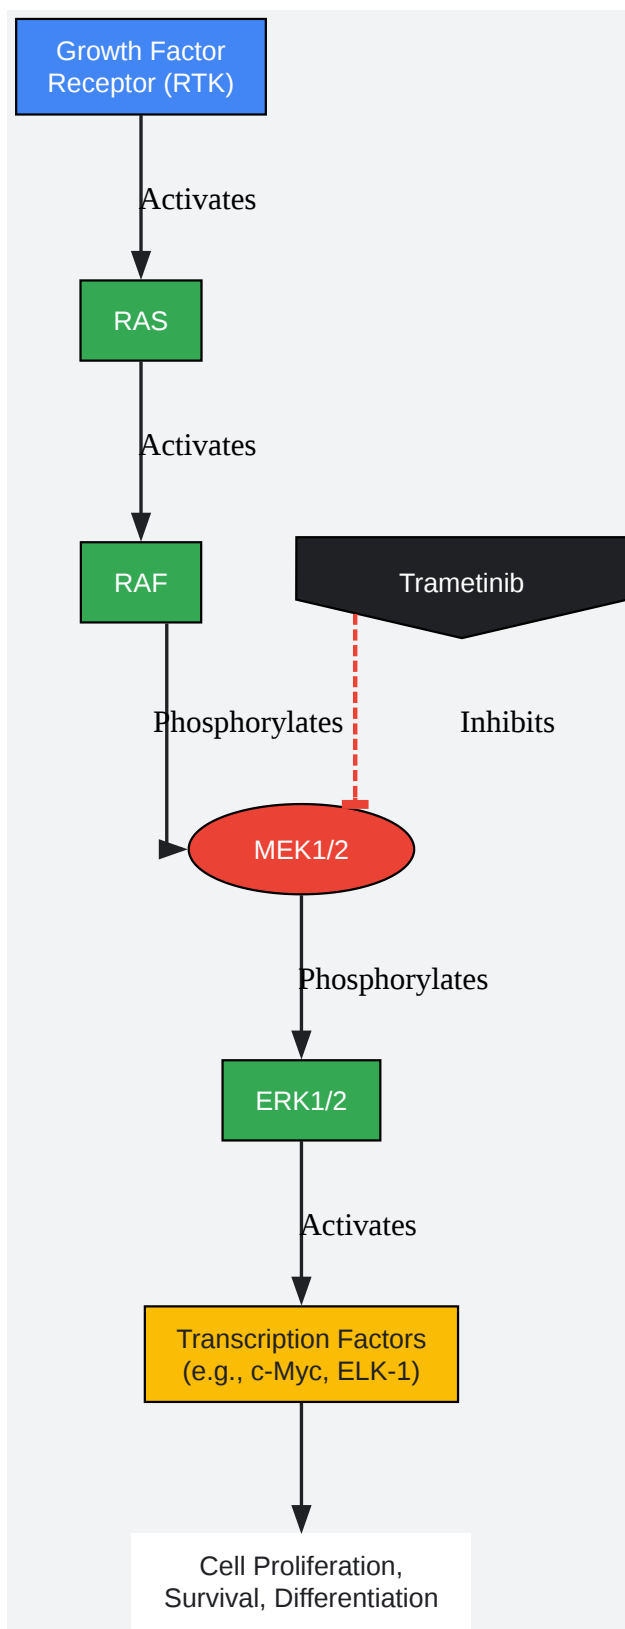 Growth Factor
Receptor (RTK)
Activates
RAS
Activates
RAF
Trametinib
Phosphorylates
Inhibits
MEK1/2
Phosphorylates
ERK1/2
Activates
Transcription Factors
(e.g., c-Myc, ELK-1)
Cell Proliferation,
Survival, Differentiation